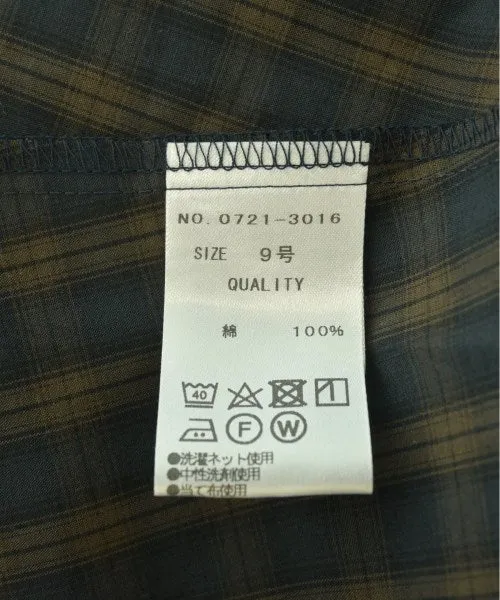 NO. 0721-3016
SIZE 9号
QUALITY
綿 100%
40
F W
●洗濯ネット使用
●中性洗剤使用
●当て布使用